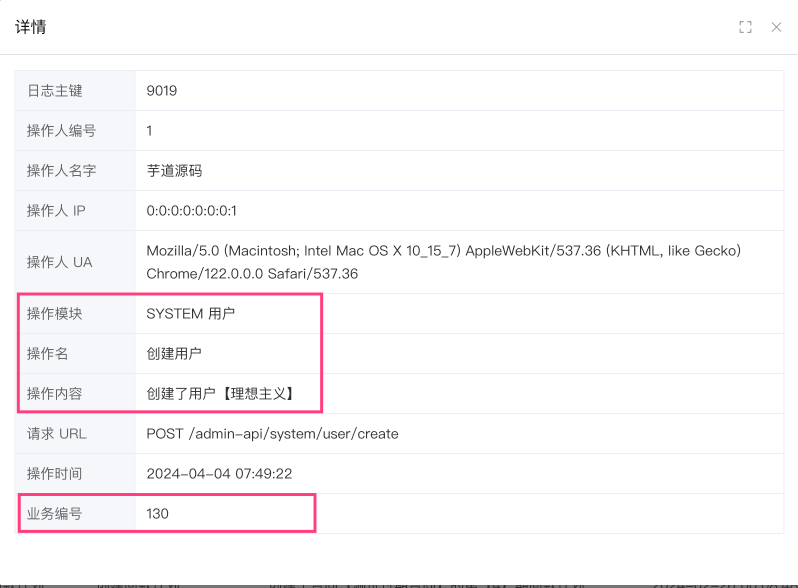 详情
日志主键 9019
操作人编号 1
操作人名字 芋道源码
操作人 IP 0:0:0:0:0:0:0:1
操作人 UA Mozilla/5.0 (Macintosh; Intel Mac OS X 10_15_7) AppleWebKit/537.36 (KHTML, like Gecko)
Chrome/122.0.0.0 Safari/537.36
操作模块 SYSTEM 用户
操作名 创建用户
操作内容 创建了用户【理想主义】
请求 URL POST /admin-api/system/user/create
操作时间 2024-04-04 07:49:22
业务编号 130